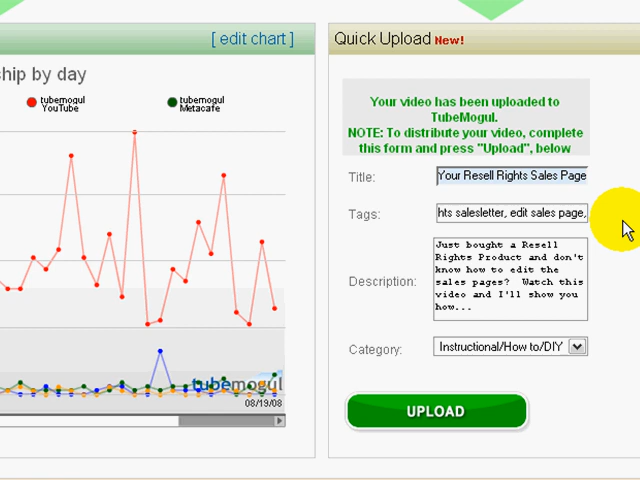 [ edit chart ]
hip by day
tubemogul
YouTube
tubemogul
Metacafe
tubemogul
08/19/08
Quick Upload New!
Your video has been uploaded to
TubeMogul.
NOTE: To distribute your video, complete
this form and press "Upload", below
Title: Your Resell Rights Sales Page
Tags: hts salesletter, edit sales page,
Description:
Just bought a Resell
Rights Product and don't
know how to edit the
sales pages? Watch this
video and I'll show you
how...
Category: Instructional/How to/DIY
UPLOAD